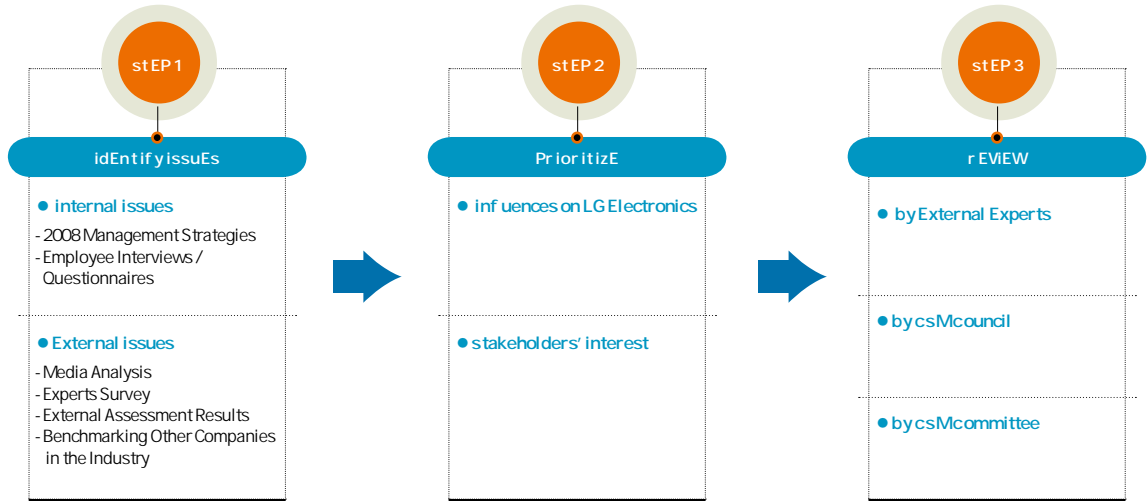 stEP 1
idEntify issuEs
● internal issues
- 2008 Management Strategies
- Employee Interviews /
Questionnaires
● External issues
- Media Analysis
- Experts Survey
- External Assessment Results
- Benchmarking Other Companies
in the Industry
stEP 2
PrioritizE
● inf uences on LG Electronics
● stakeholders' interest
stEP 3
rEViEW
● by External Experts
● by csM council
● by csM committee